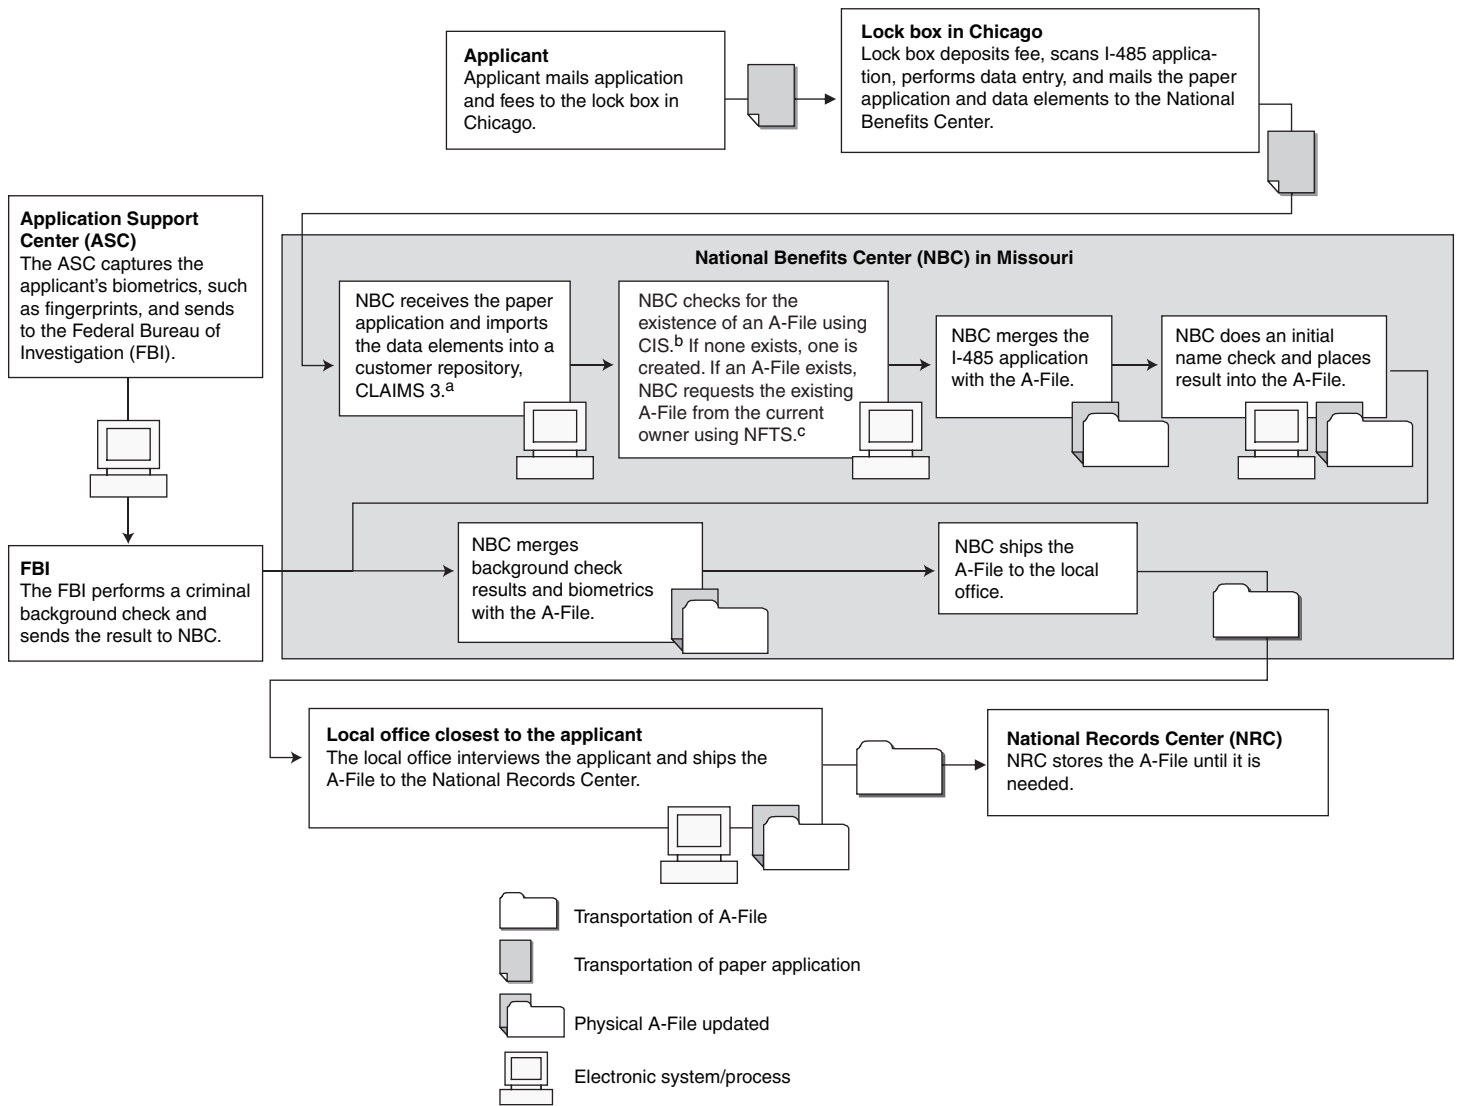 Applicant
Applicant mails application
and fees to the lock box in
Chicago.
Lock box in Chicago
Lock box deposits fee, scans I-485 applica-
tion, performs data entry, and mails the paper
application and data elements to the National
Benefits Center.
Application Support
Center (ASC)
The ASC captures the
applicant's biometrics, such
as fingerprints, and sends
to the Federal Bureau of
Investigation (FBI).
FBI
The FBI performs a criminal
background check and
sends the result to NBC.
National Benefits Center (NBC) in Missouri
NBC receives the paper
application and imports
the data elements into a
customer repository,
CLAIMS 3.a
NBC checks for the
existence of an A-File using
CIS.b If none exists, one is
created. If an A-File exists,
NBC requests the existing
A-File from the current
owner using NFTS.c
NBC merges the
I-485 application
with the A-File.
NBC does an initial
name check and places
result into the A-File.
NBC merges
background check
results and biometrics
with the A-File.
NBC ships the
A-File to the local
office.
Local office closest to the applicant
The local office interviews the applicant and ships the
A-File to the National Records Center.
National Records Center (NRC)
NRC stores the A-File until it is
needed.
Transportation of A-File
Transportation of paper application
Physical A-File updated
Electronic system/process